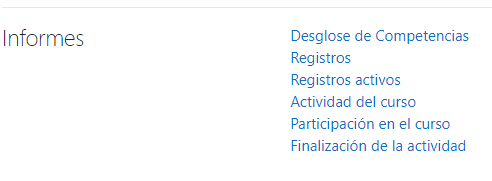 Informes
Desglose de Competencias
Registros
Registros activos
Actividad del curso
Participación en el curso
Finalización de la actividad